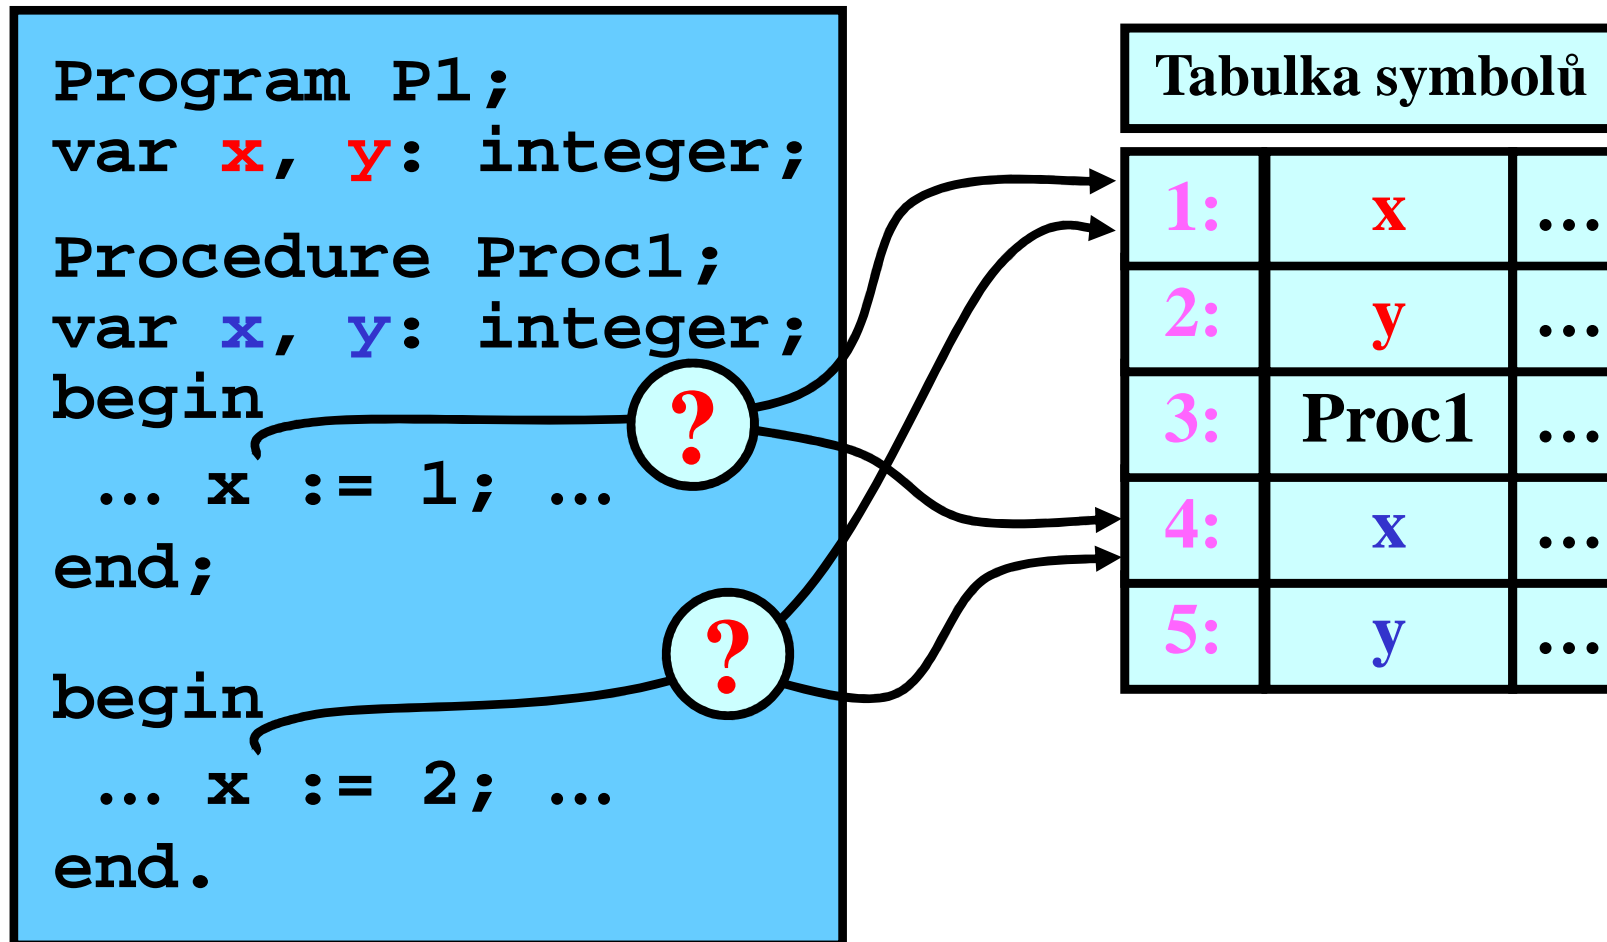 Program P1;
var x, y: integer;
Procedure Proc1;
var x, y: integer;
begin
… x := 1; …
end;
begin
… x := 2; …
end.
?
?
Tabulka symbolů
1: x …
2: y …
3: Proc1 …
4: x …
5: y …